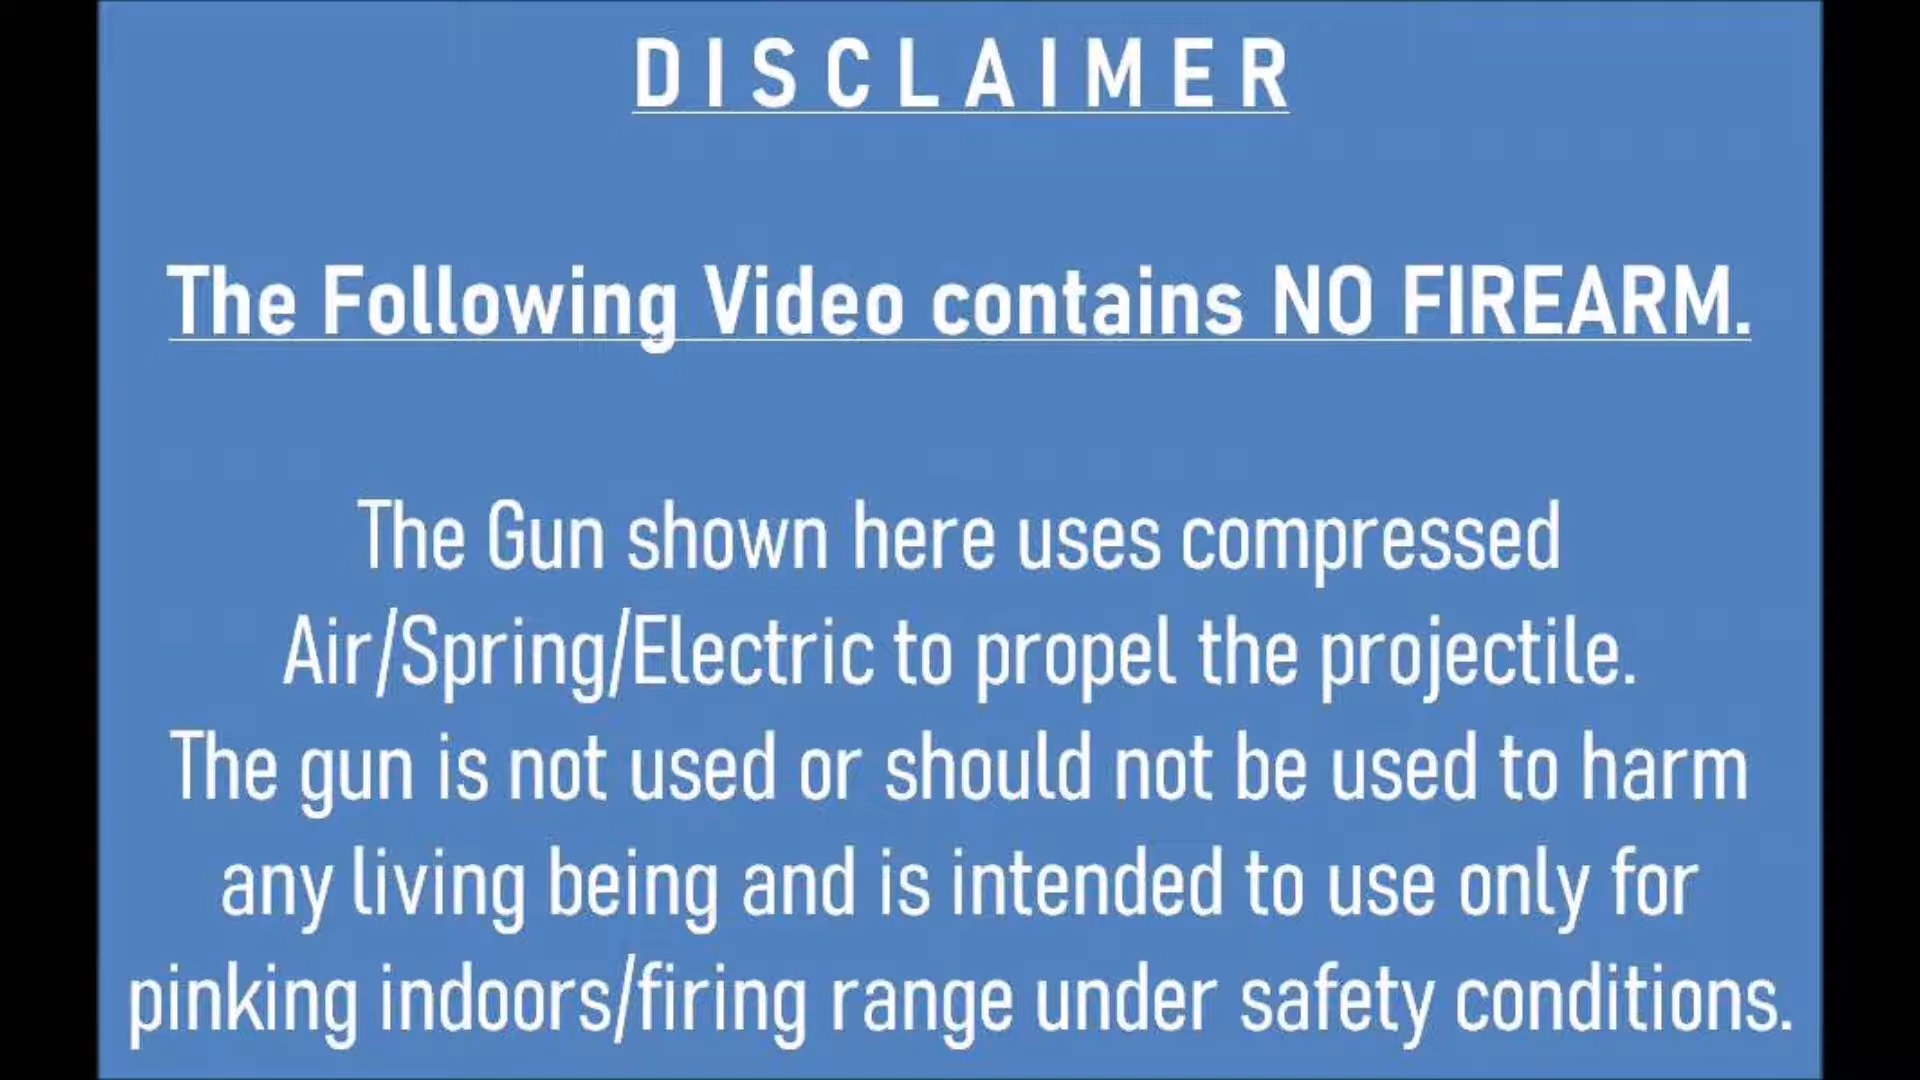 DISCLAIMER
The Following Video contains NO FIREARM.
The Gun shown here uses compressed
Air/Spring/Electric to propel the projectile.
The gun is not used or should not be used to harm
any living being and is intended to use only for
pinking indoors/firing range under safety conditions.